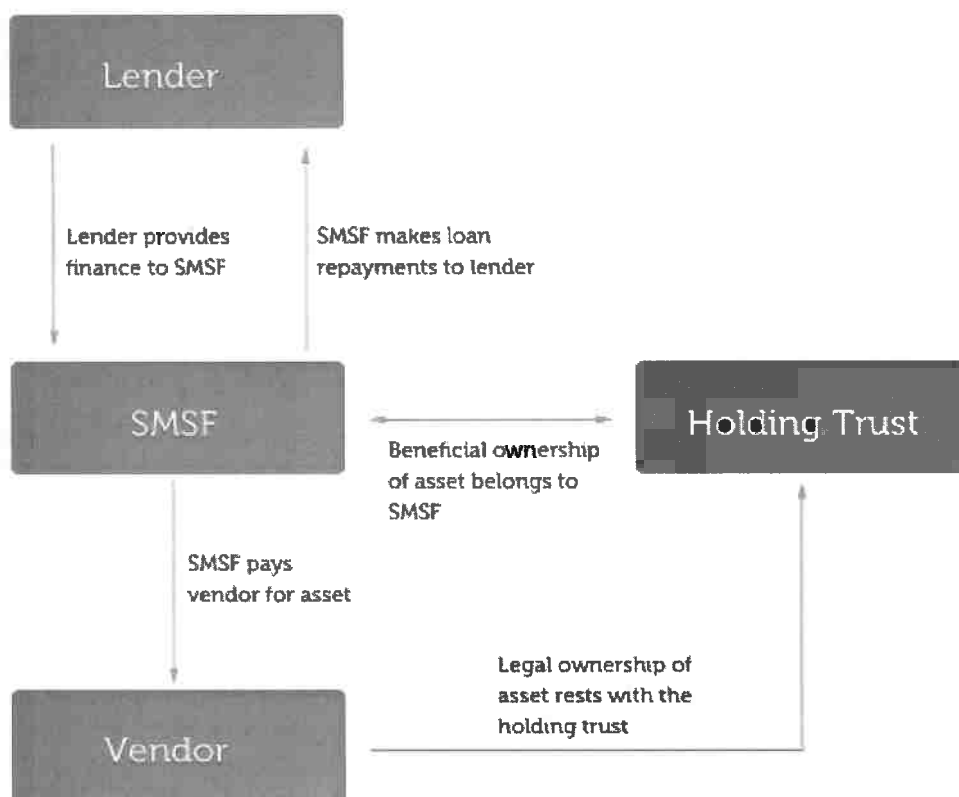 Lender
Lender provides
finance to SMSF
SMSF makes loan
repayments to lender
SMSF
Beneficial ownership
of asset belongs to
SMSF
Holding Trust
SMSF pays
vendor for asset
Legal ownership of
asset rests with the
holding trust
Vendor